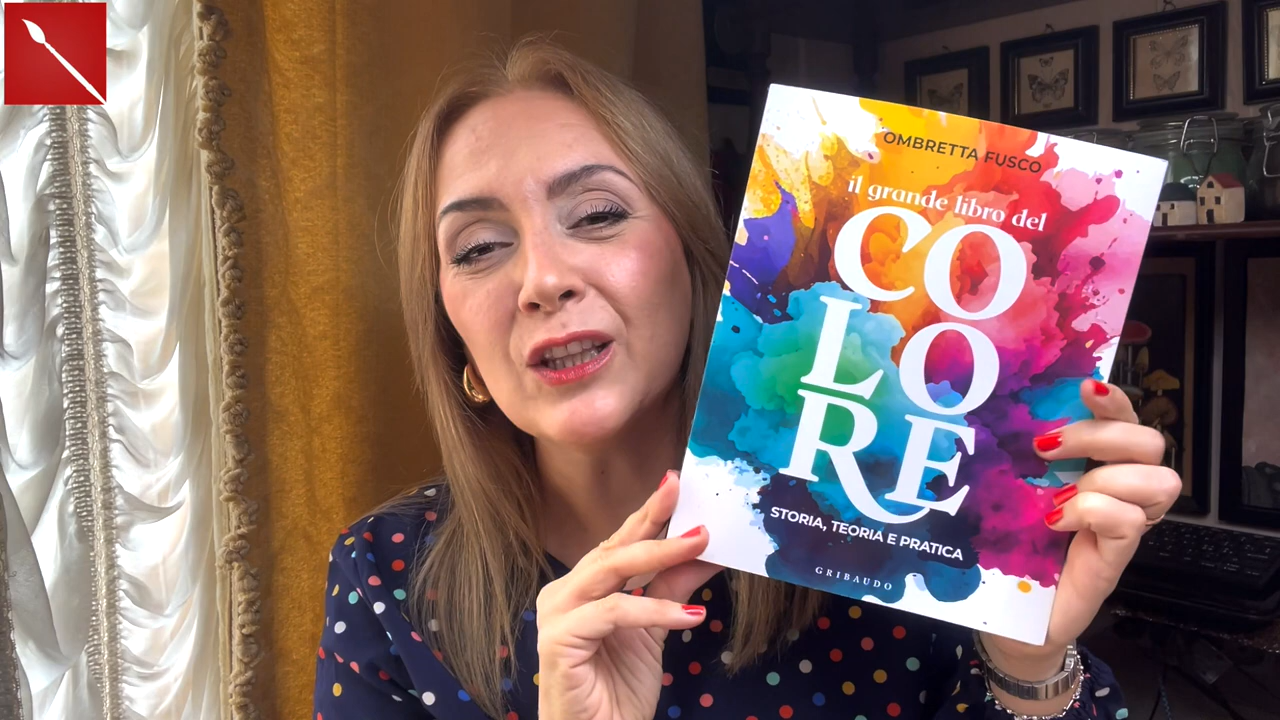 OMBRETTA FUSCO
il grande libro del
CO
LO
RE
STORIA, TEORIA E PRATICA
GRIBAUDO